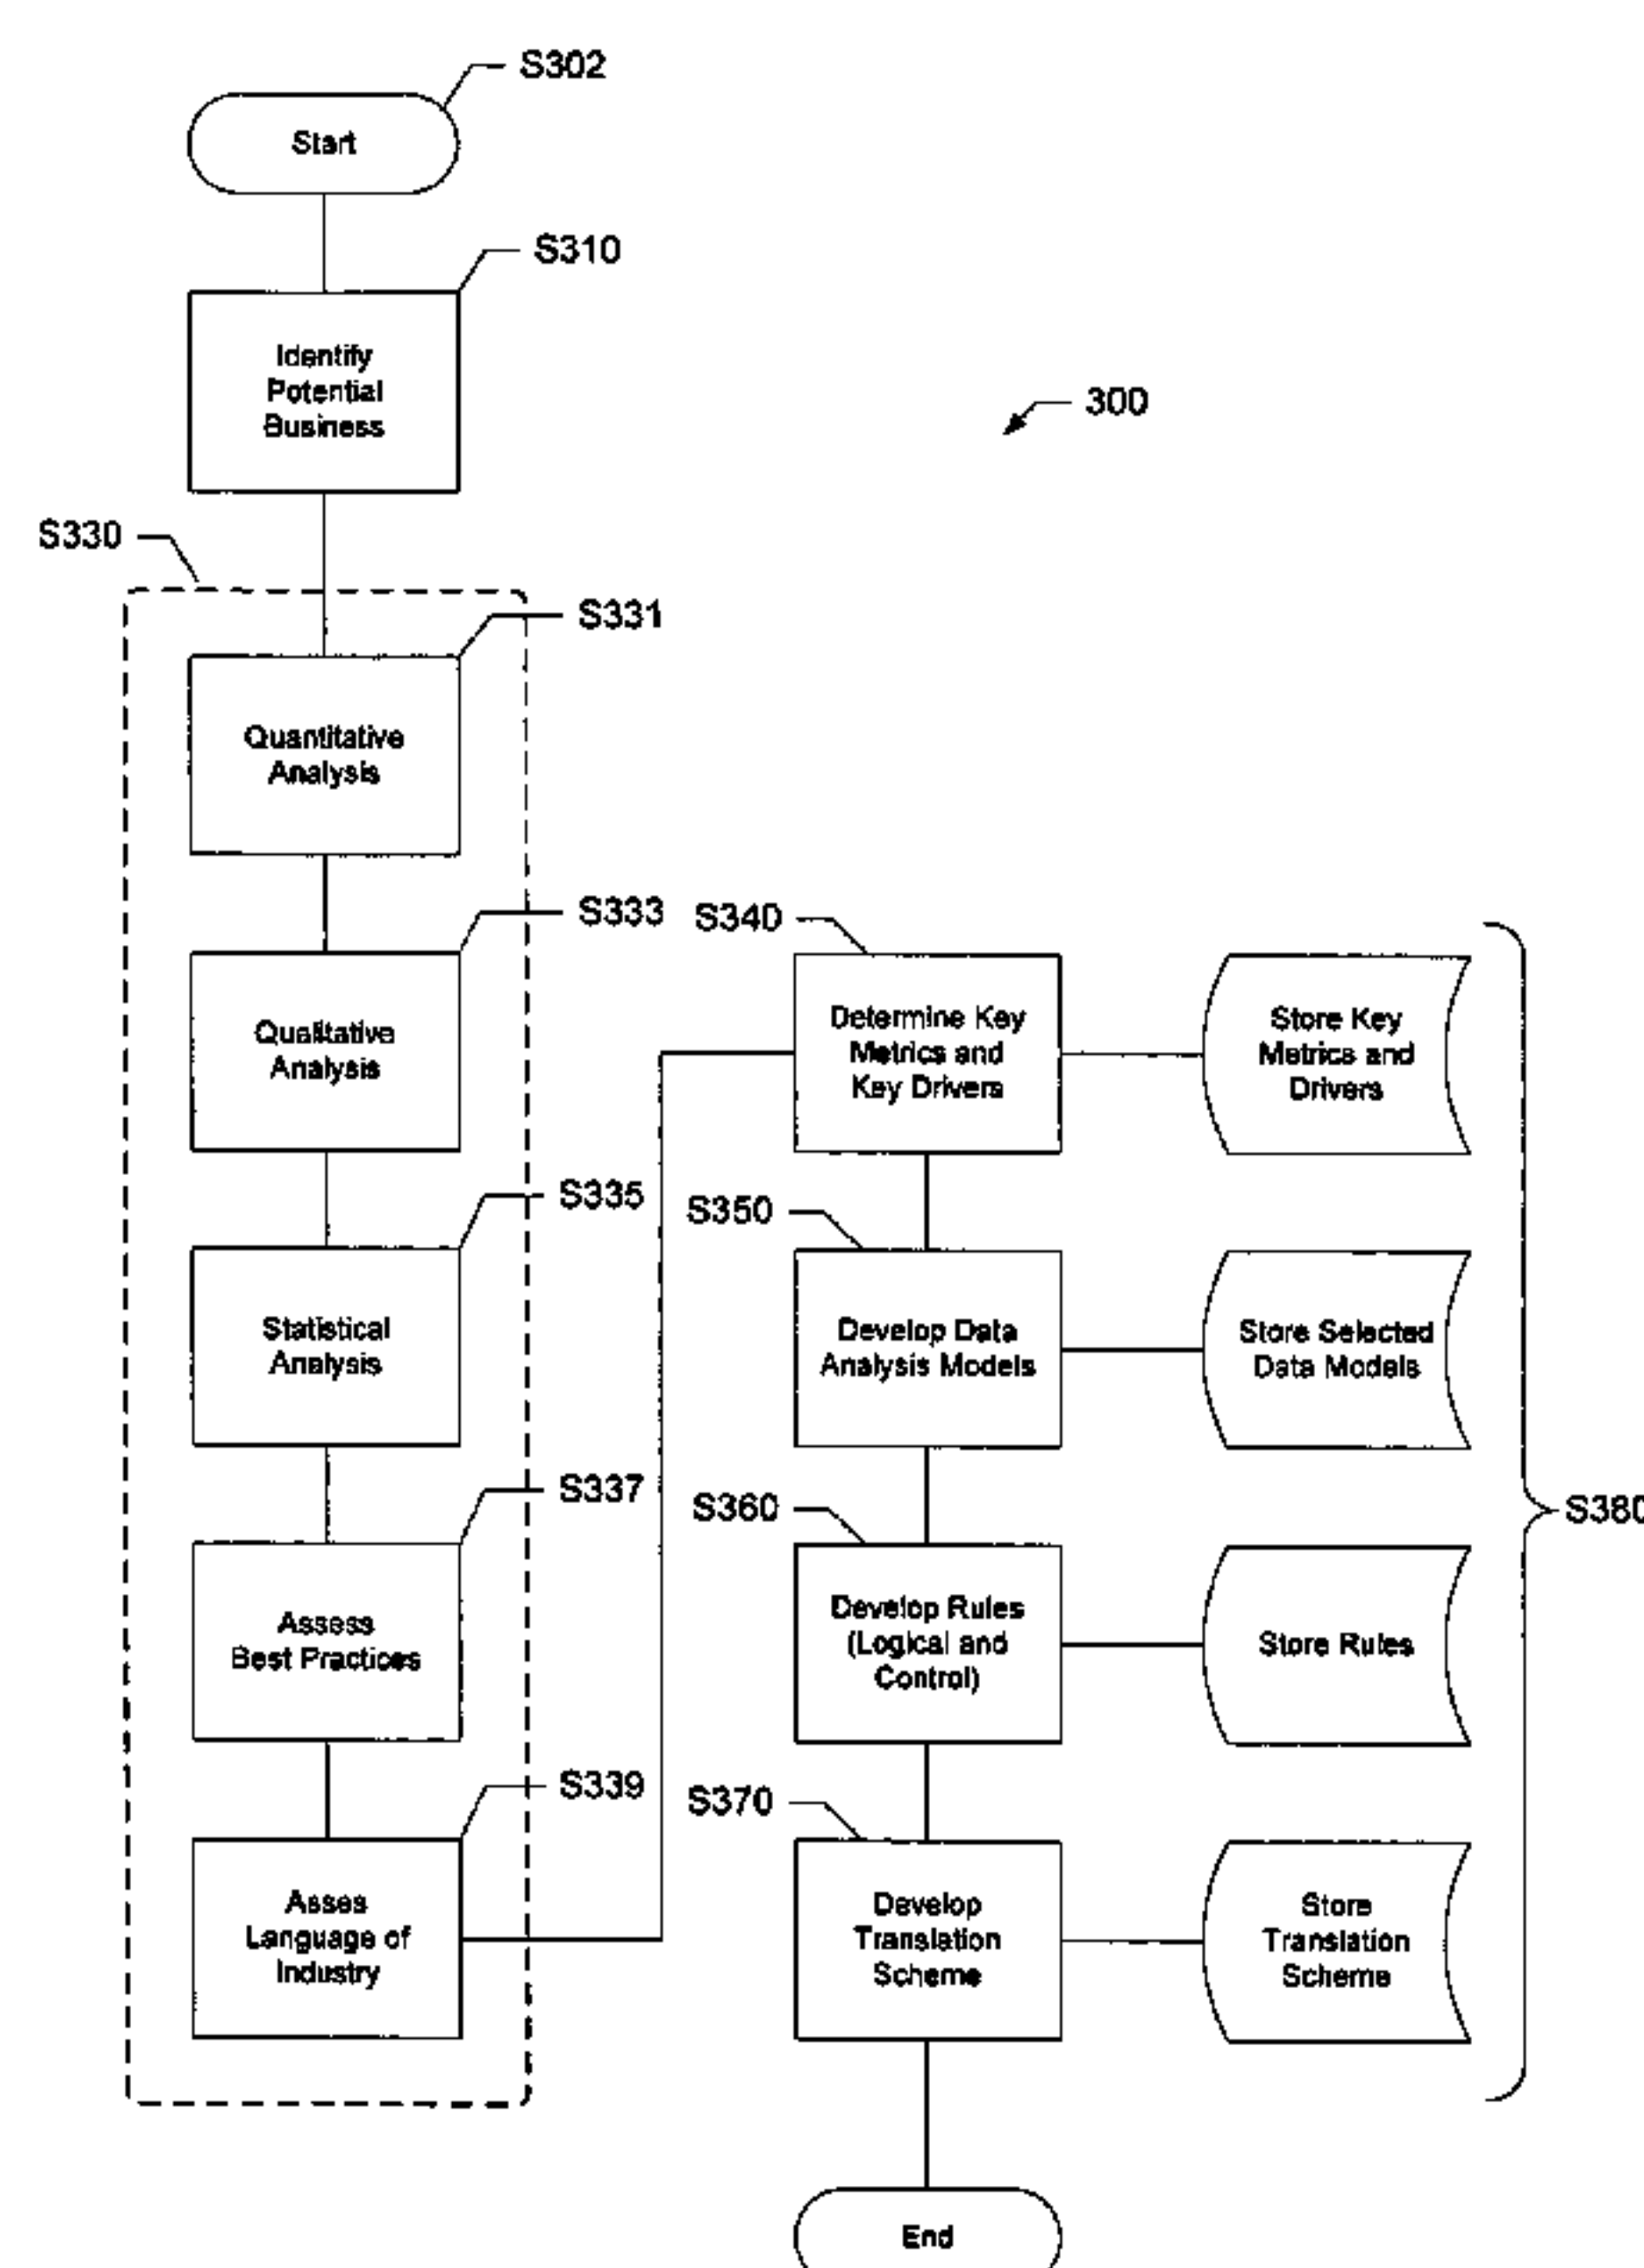 S302
Start
S310
Identify
Potential
Business
300
S330
S331
Quantitative
Analysis
S333
Qualitative
Analysis
S335
Statistical
Analysis
S337
Assess
Best Practices
S339
Asses
Language of
Industry
S340
Determine Key
Metrics and
Key Drivers
Store Key
Metrics and
Drivers
S350
Develop Data
Analysis Models
Store Selected
Data Models
S360
Develop Rules
(Logical and
Control)
Store Rules
S380
S370
Develop
Translation
Scheme
Store
Translation
Scheme
End